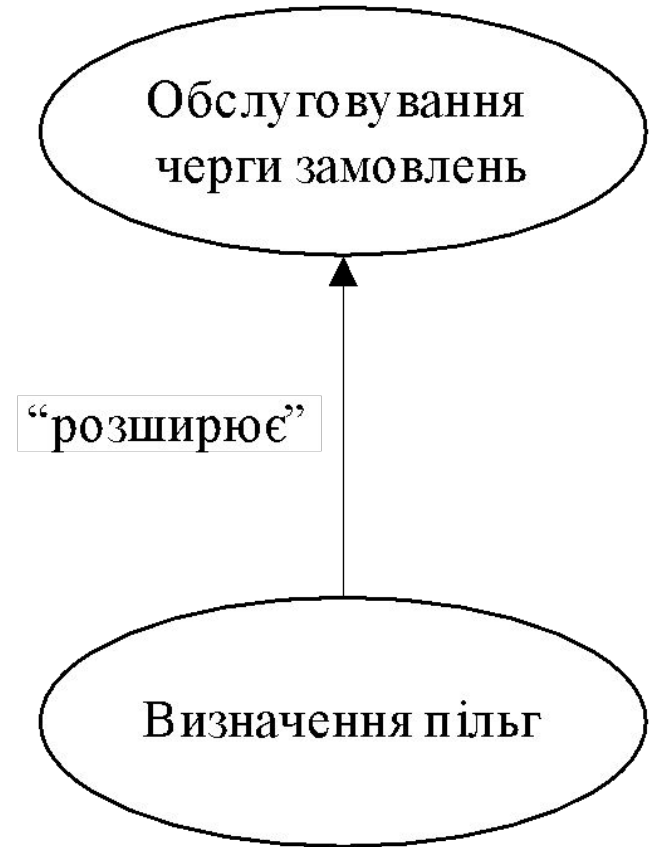 Обслуговування
черги замовлень
“розширює”
Визначення пільг